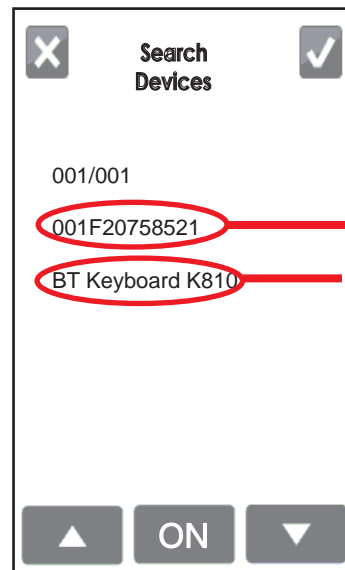 Search
Devices
001/001
001F20758521
BT Keyboard K810
ON